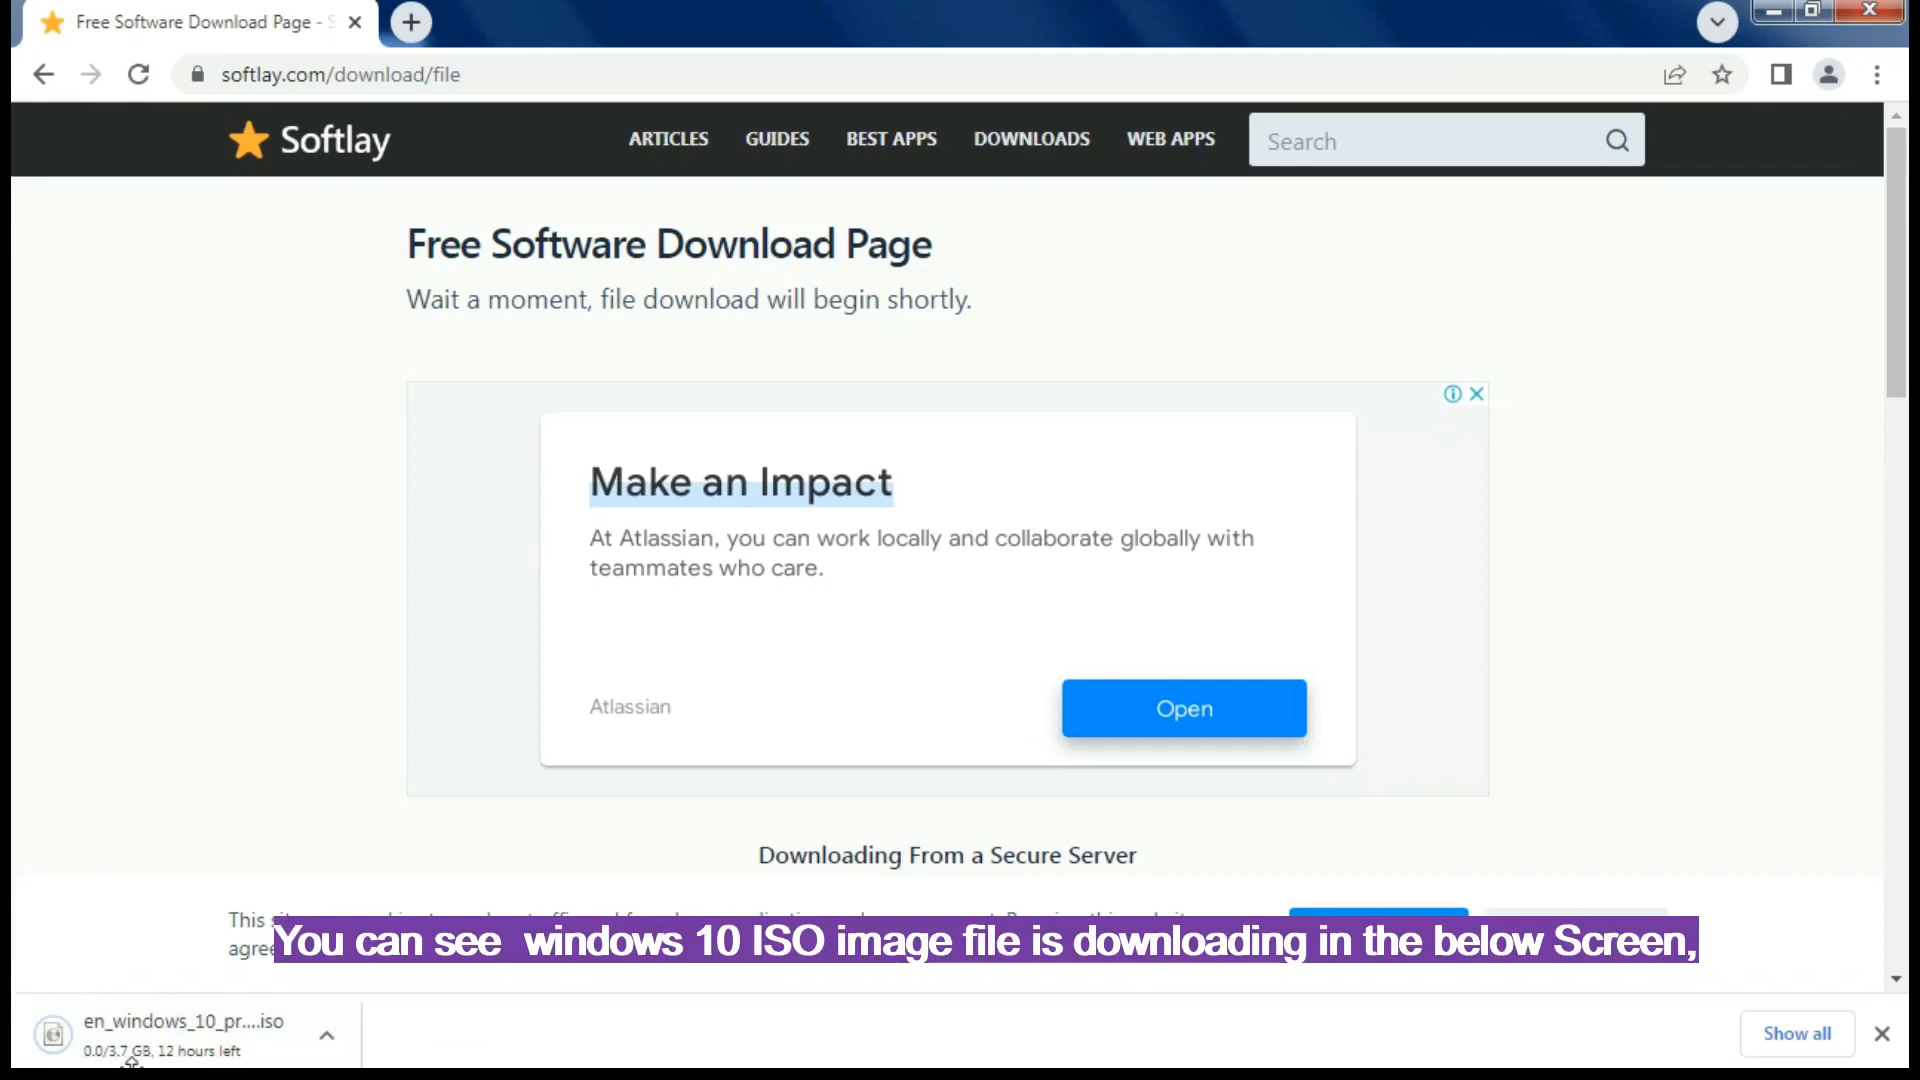 Free Software Download Page - S
softlay.com/download/file
Softlay
ARTICLES
GUIDES
BEST APPS
DOWNLOADS
WEB APPS
Search
Free Software Download Page
Wait a moment, file download will begin shortly.
Make an Impact
At Atlassian, you can work locally and collaborate globally with
teammates who care.
Atlassian
Open
Downloading From a Secure Server
This
agree
You can see windows 10 ISO image file is downloading in the below Screen,
en_windows_10_pr....iso
0.0/3.7 GB, 12 hours left
Show all